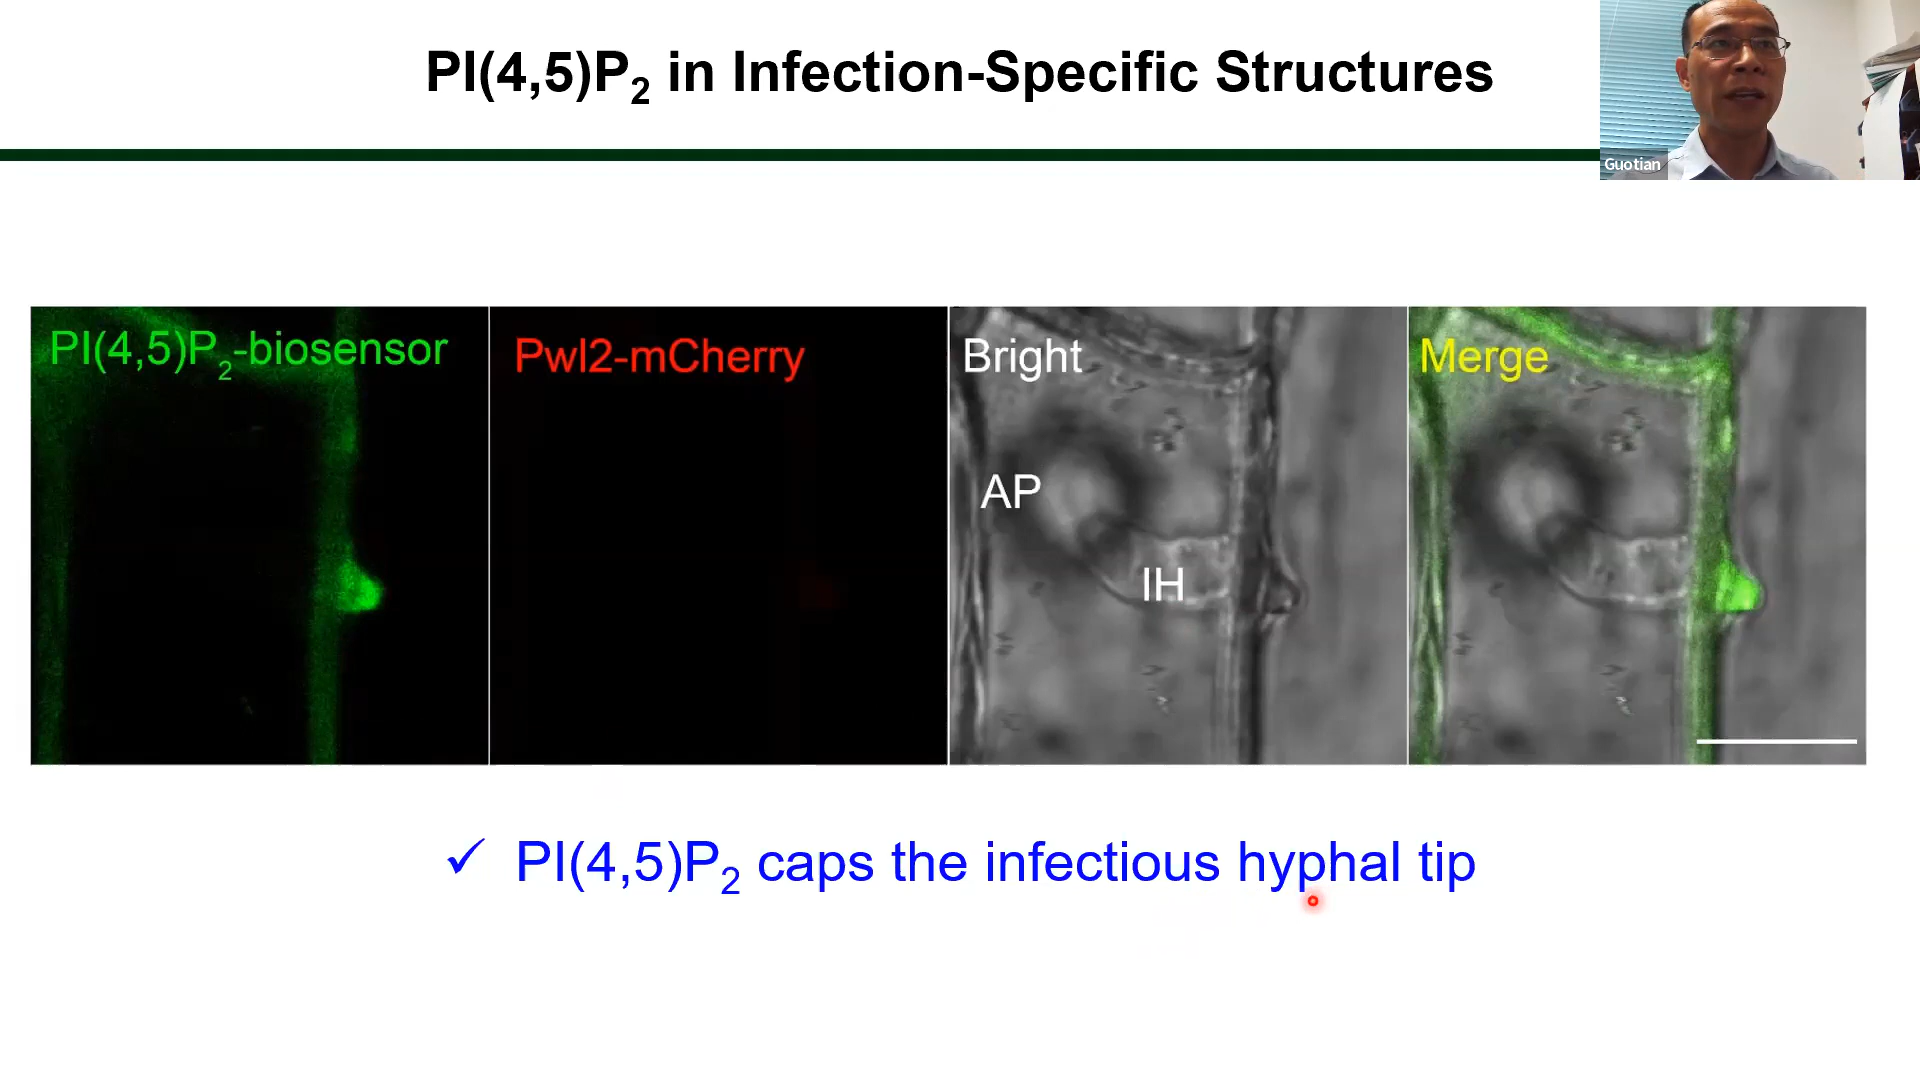 PI(4,5)P2 in Infection-Specific Structures
Guotian
PI(4,5)P2-biosensor
Pwl2-mCherry
Bright
Merge
AP
IH
✓ PI(4,5)P2 caps the infectious hyphal tip